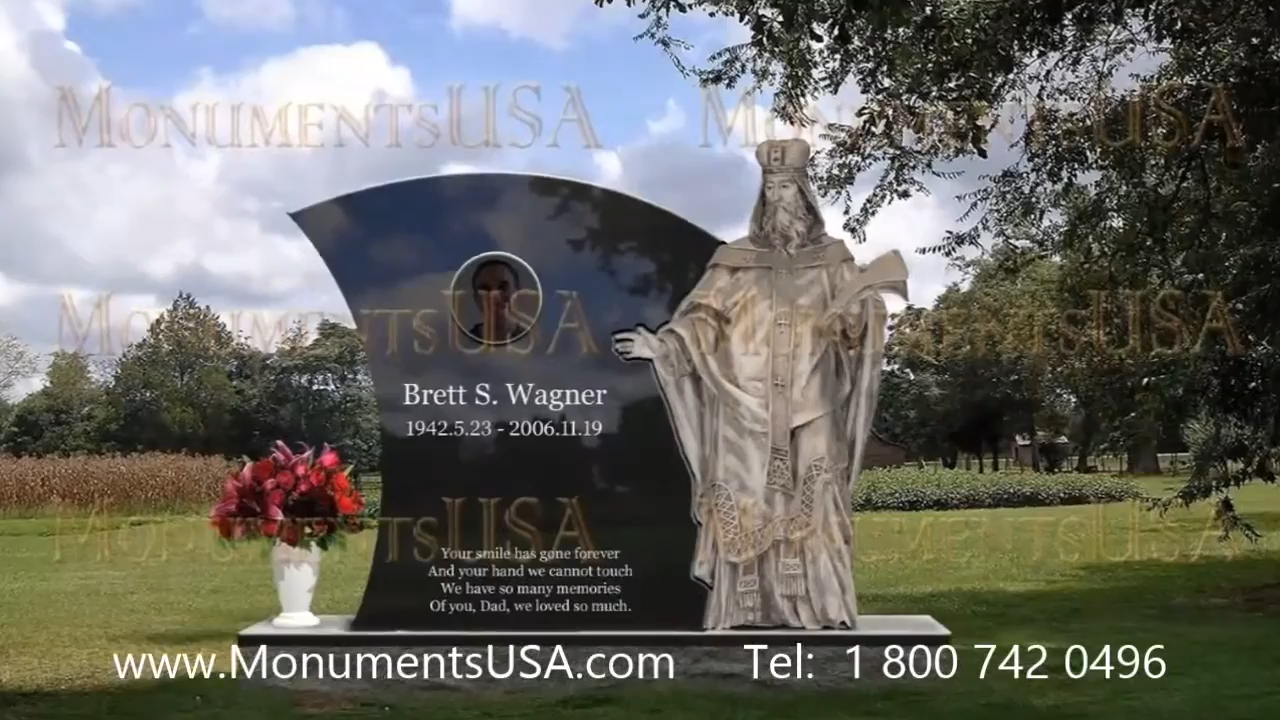 MONUMENTSUSA MONUMENTSUSA
MONUMENTSUSA MONUMENTSUSA
Brett S. Wagner
1942.5.23 - 2006.11.19
MONUMENTSUSA MONUMENTSUSA
Your smile has gone forever
And your hand we cannot touch
We have so many memories
Of you, Dad, we loved so much.
www.MonumentsUSA.com Tel: 1 800 742 0496